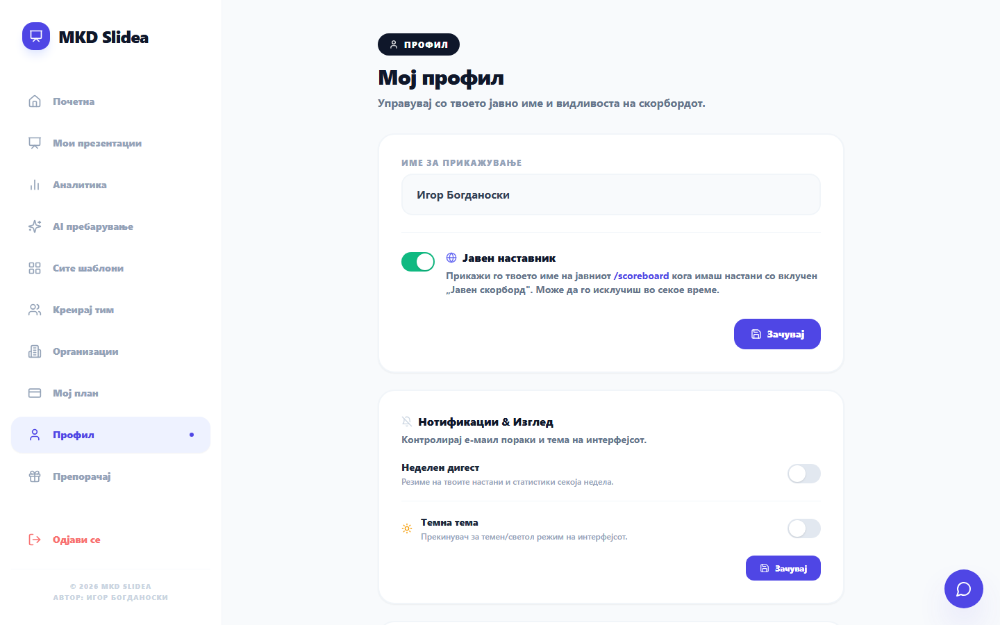 MKD Slidea
Почетна
Мои презентации
Аналитика
AI пребарување
Сите шаблони
Креирај тим
Организации
Мој план
Профил
Препорачај
Одјави се
© 2026 MKD SLIDEA
АВТОР: ИГОР БОГДАНОСКИ
ПРОФИЛ
Мој профил
Управувај со твоето јавно име и видливоста на скорбордот.
ИМЕ ЗА ПРИКАЖУВАЊЕ
Игор Богданоски
Јавен наставник
Прикажи го твоето име на јавниот /scoreboard кога имаш настани со вклучен
„Јавен скорборд". Може да го исклучиш во секое време.
Зачувај
Нотификации & Изглед
Контролирај е-маил пораки и тема на интерфејсот.
Неделен дигест
Резиме на твоите настани и статистики секоја недела.
Темна тема
Прекинувач за темен/светол режим на интерфејсот.
Зачувај